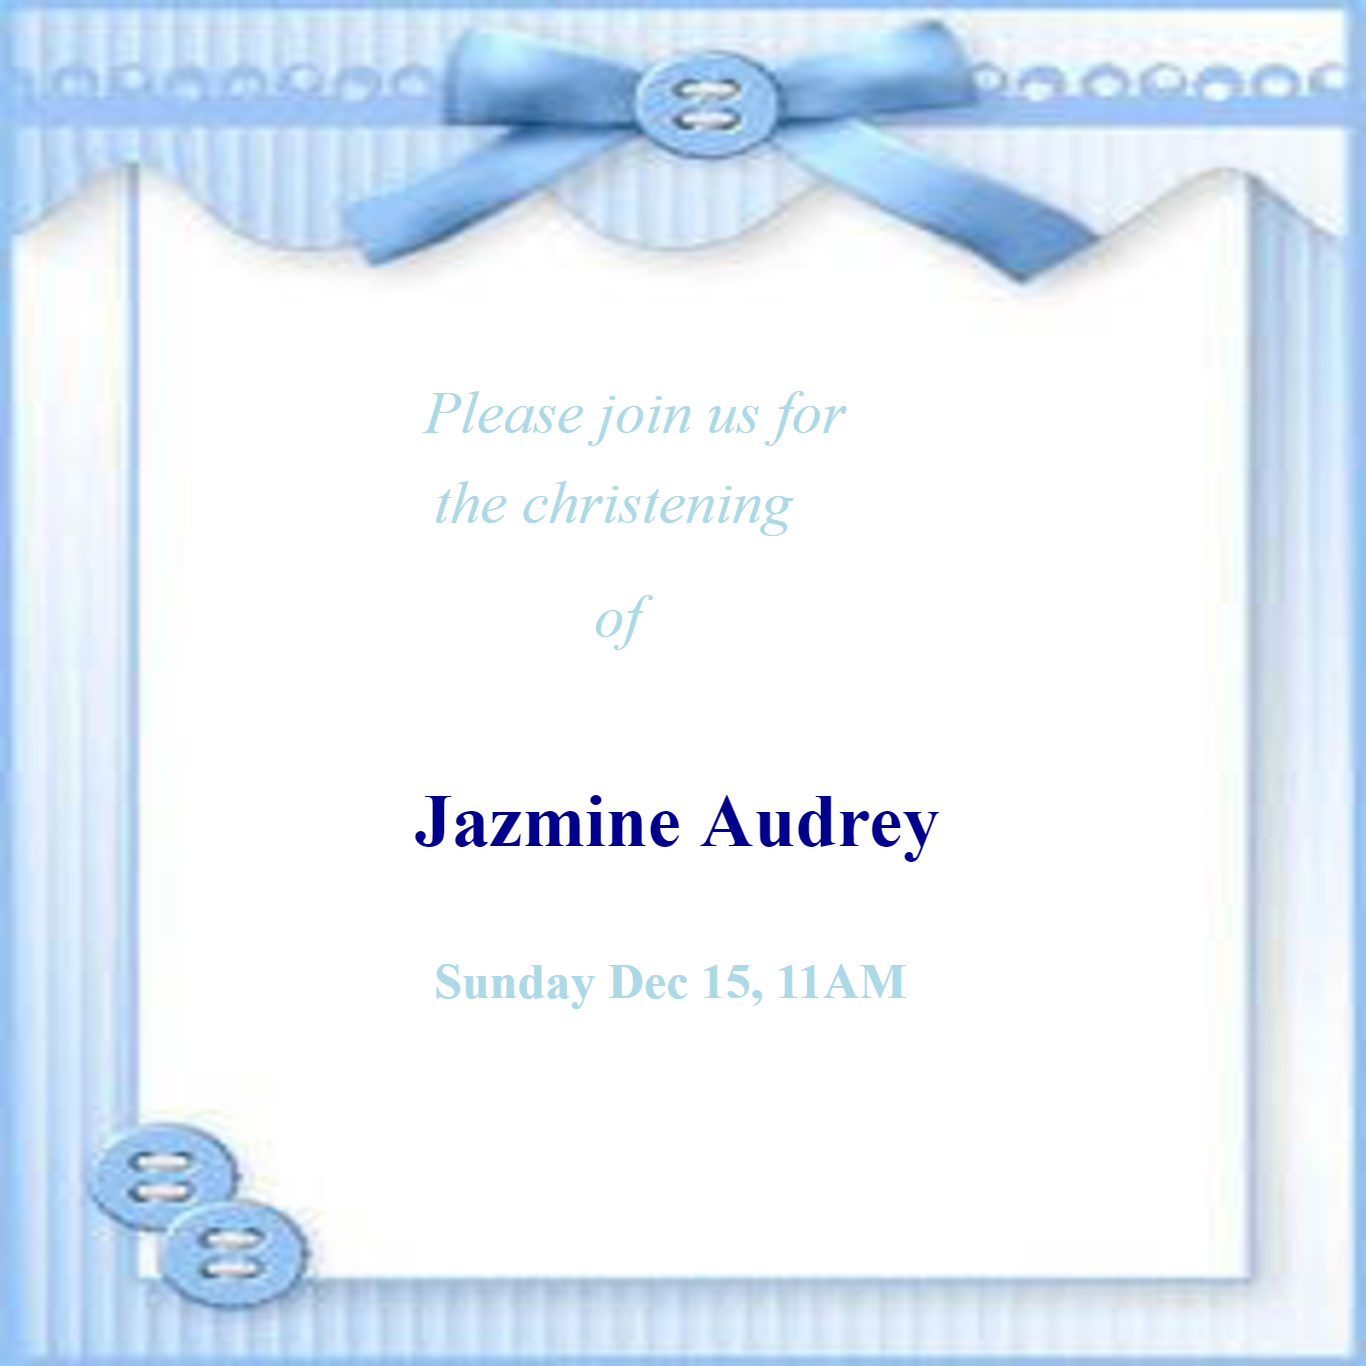 Please join us for
the christening
of
Jazmine Audrey
Sunday Dec 15, 11AM